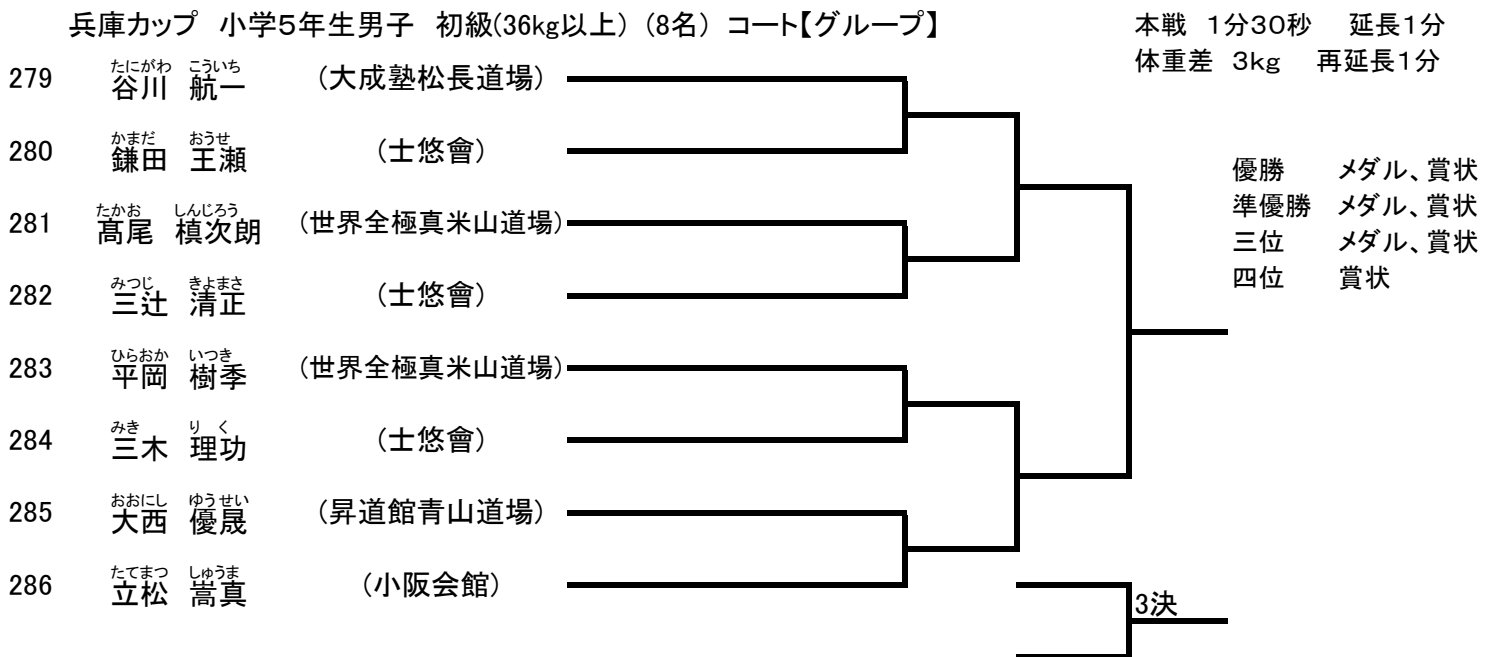 兵庫カップ 小学5年生男子 初級(36kg以上) (8名) コート【グループ】
本戦 1分30秒 延長1分
体重差 3kg 再延長1分
たにがわ こういち
279 谷川 航一 (大成塾松長道場)
かまだ おうせ
280 鎌田 王瀬 (士悠會)
たかお しんじろう
281 髙尾 槙次朗 (世界全極真米山道場)
みつじ きよまさ
282 三辻 清正 (士悠會)
ひらおか いつき
283 平岡 樹季 (世界全極真米山道場)
みき りく
284 三木 理功 (士悠會)
おおにし ゆうせい
285 大西 優晟 (昇道館青山道場)
たてまつ しゅうま
286 立松 嵩真 (小阪会館)
優勝 メダル、賞状
準優勝 メダル、賞状
三位 メダル、賞状
四位 賞状
3決